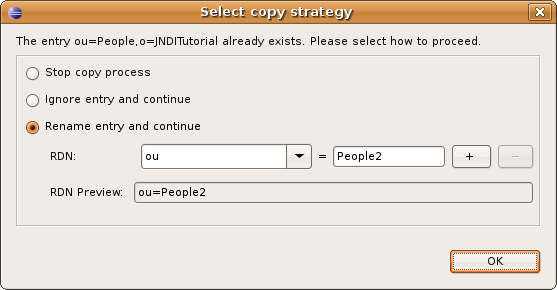 Select copy strategy
The entry ou=People,o=JNDITutorial already exists. Please select how to proceed.
Stop copy process
Ignore entry and continue
Rename entry and continue
RDN: ou = People2 + −
RDN Preview: ou=People2
OK